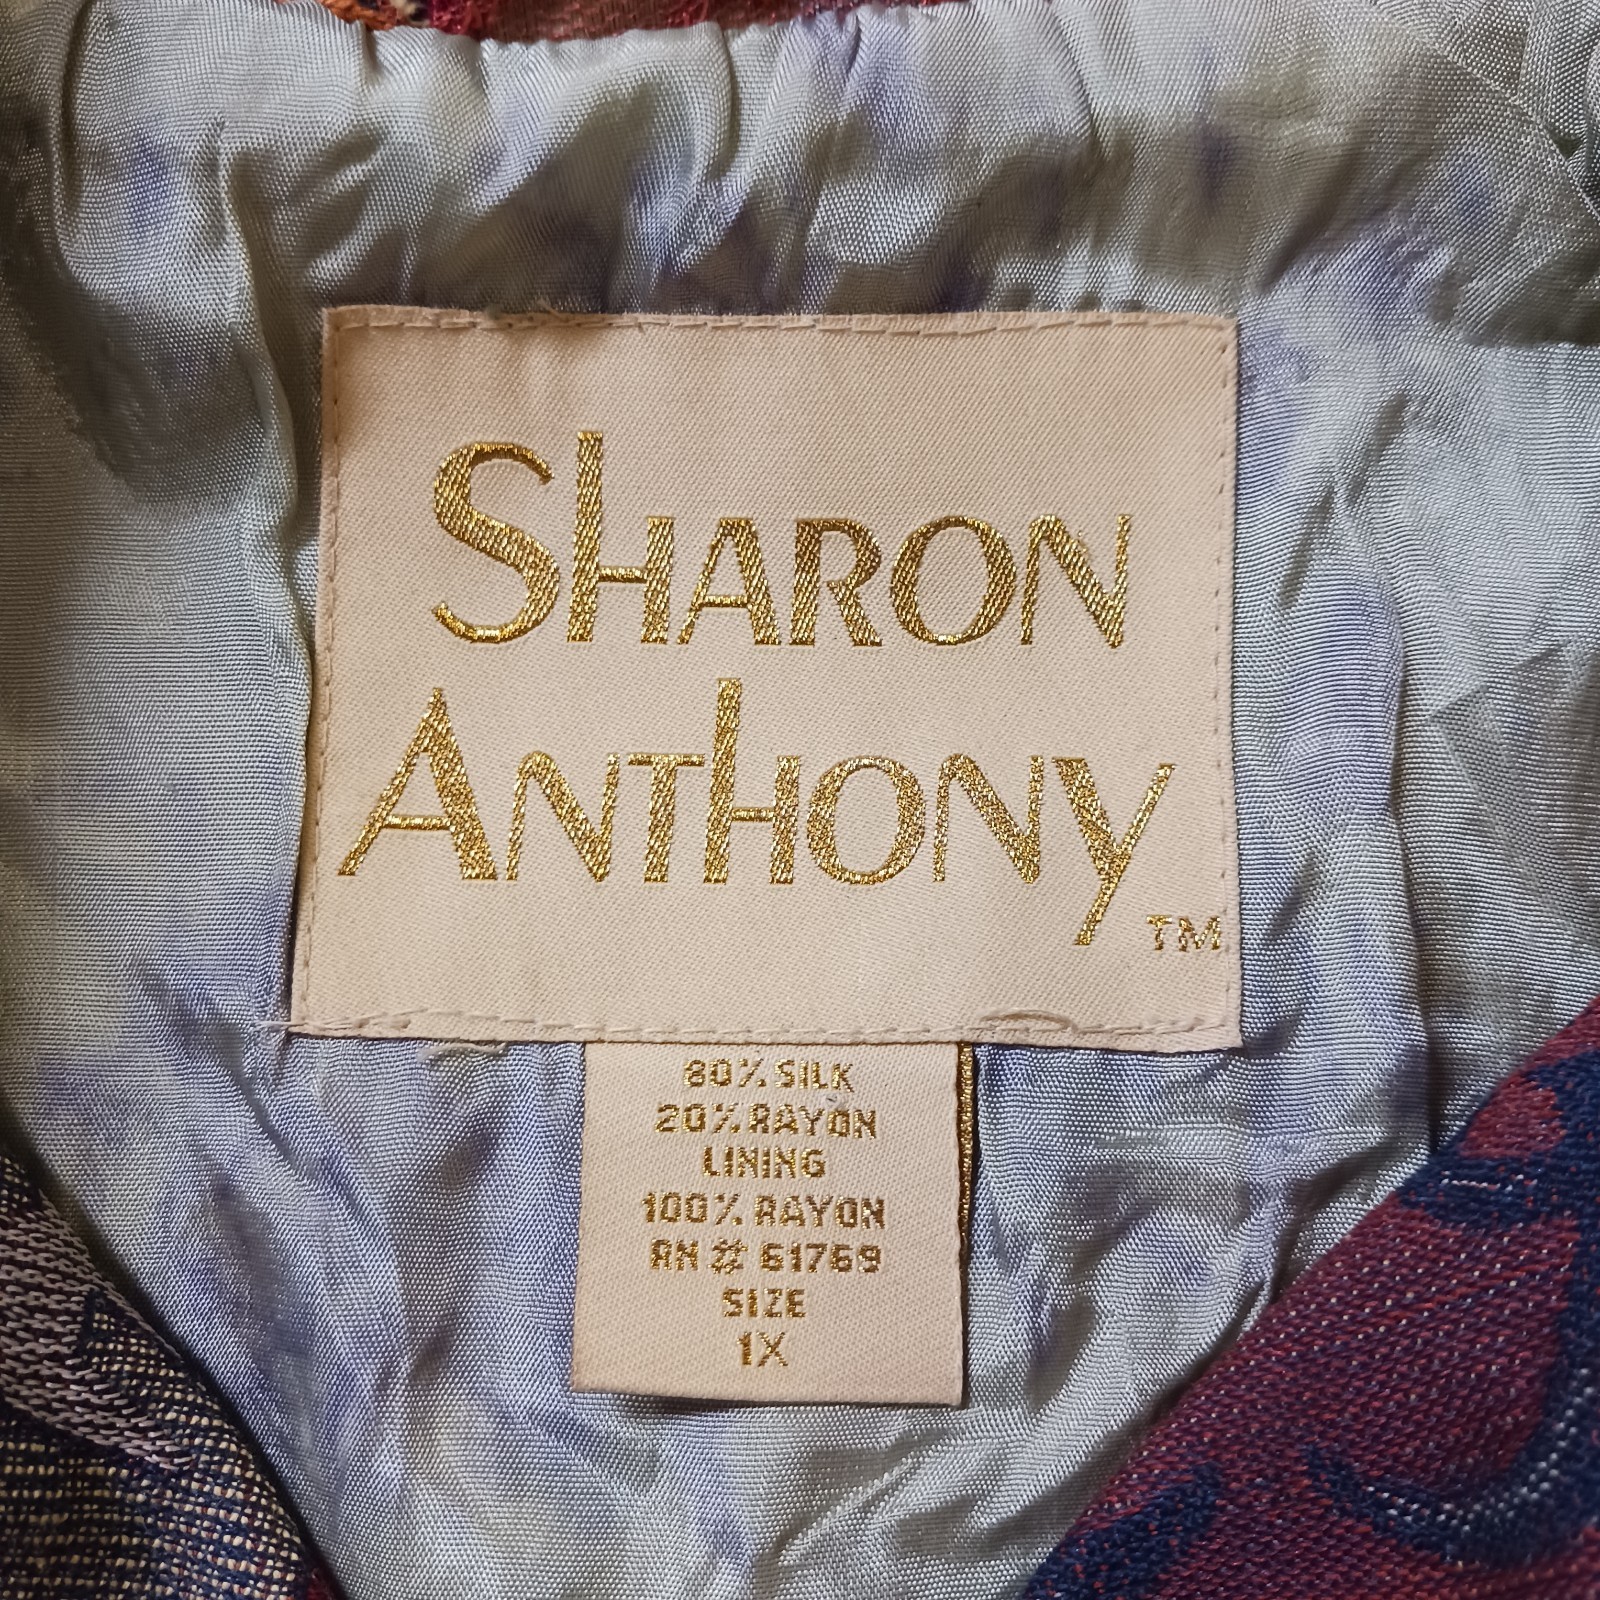 SHARON
ANTHONY
TM
80% SILK
20% RAYON
LINING
100% RAYON
RN # 61769
SIZE
1X